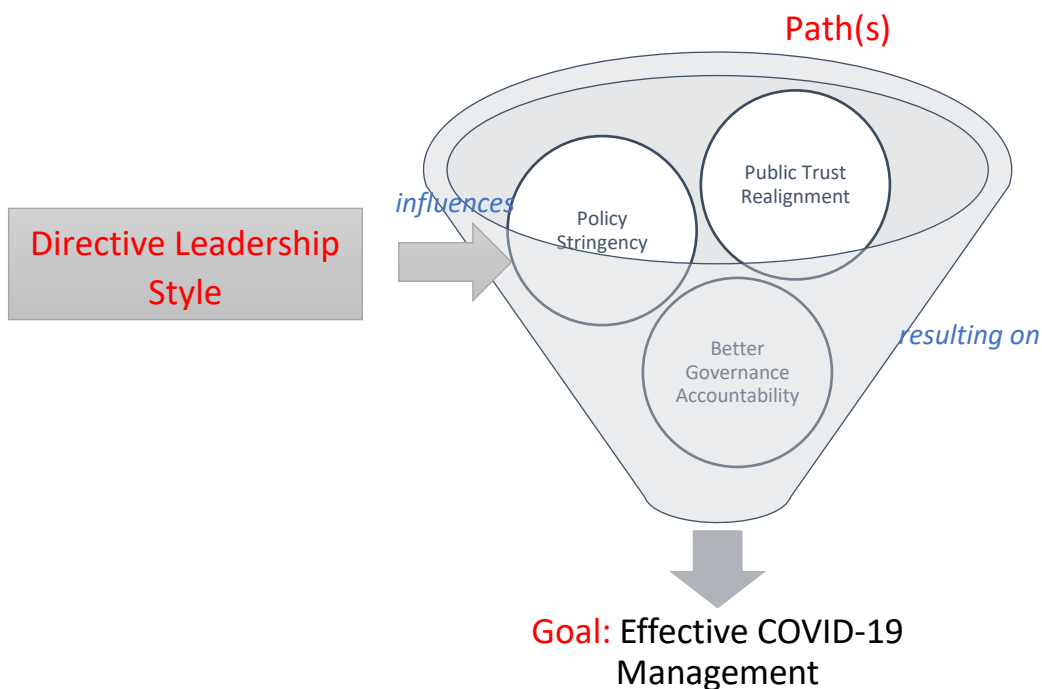 Path(s)
Public Trust
Realignment
influences
Policy
Stringency
Directive Leadership
Style
resulting on
Better
Governance
Accountability
Goal: Effective COVID-19
Management